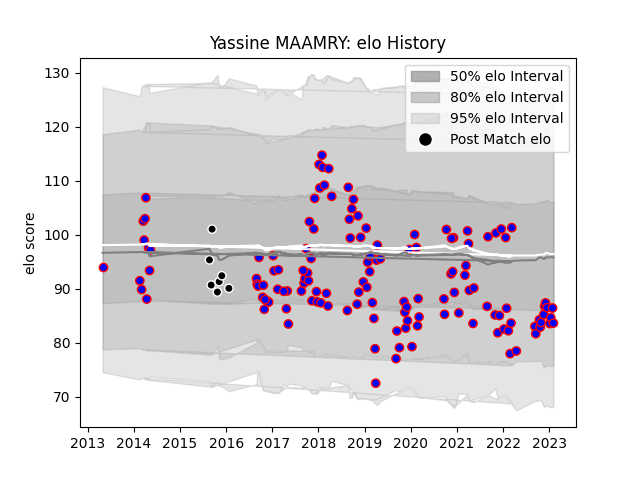 Yassine MAAMRY: elo History
130
120
110
100
90
80
70
elo score
50% elo Interval
80% elo Interval
95% elo Interval
Post Match elo
2013 2014 2015 2016 2017 2018 2019 2020 2021 2022 2023